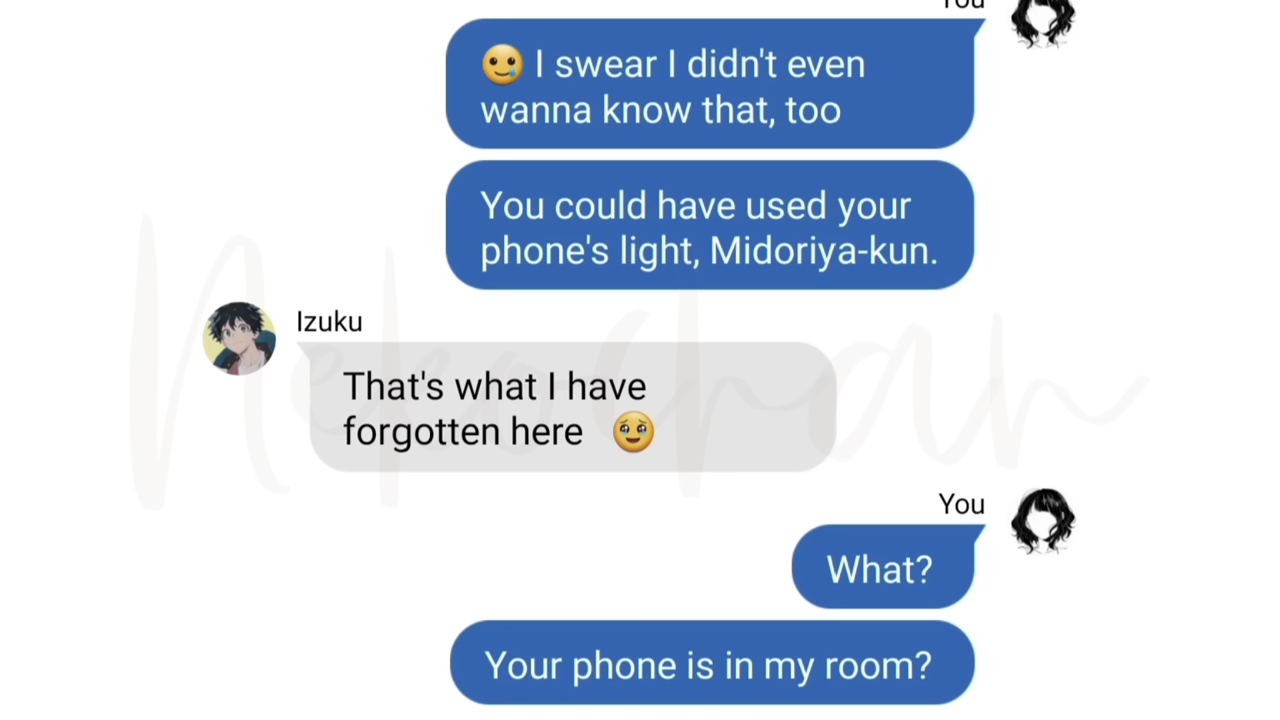 You
🥲 I swear I didn't even
wanna know that, too
You could have used your
phone's light, Midoriya-kun.
Izuku
That's what I have
forgotten here 🥹
You
What?
Your phone is in my room?
Nekochan